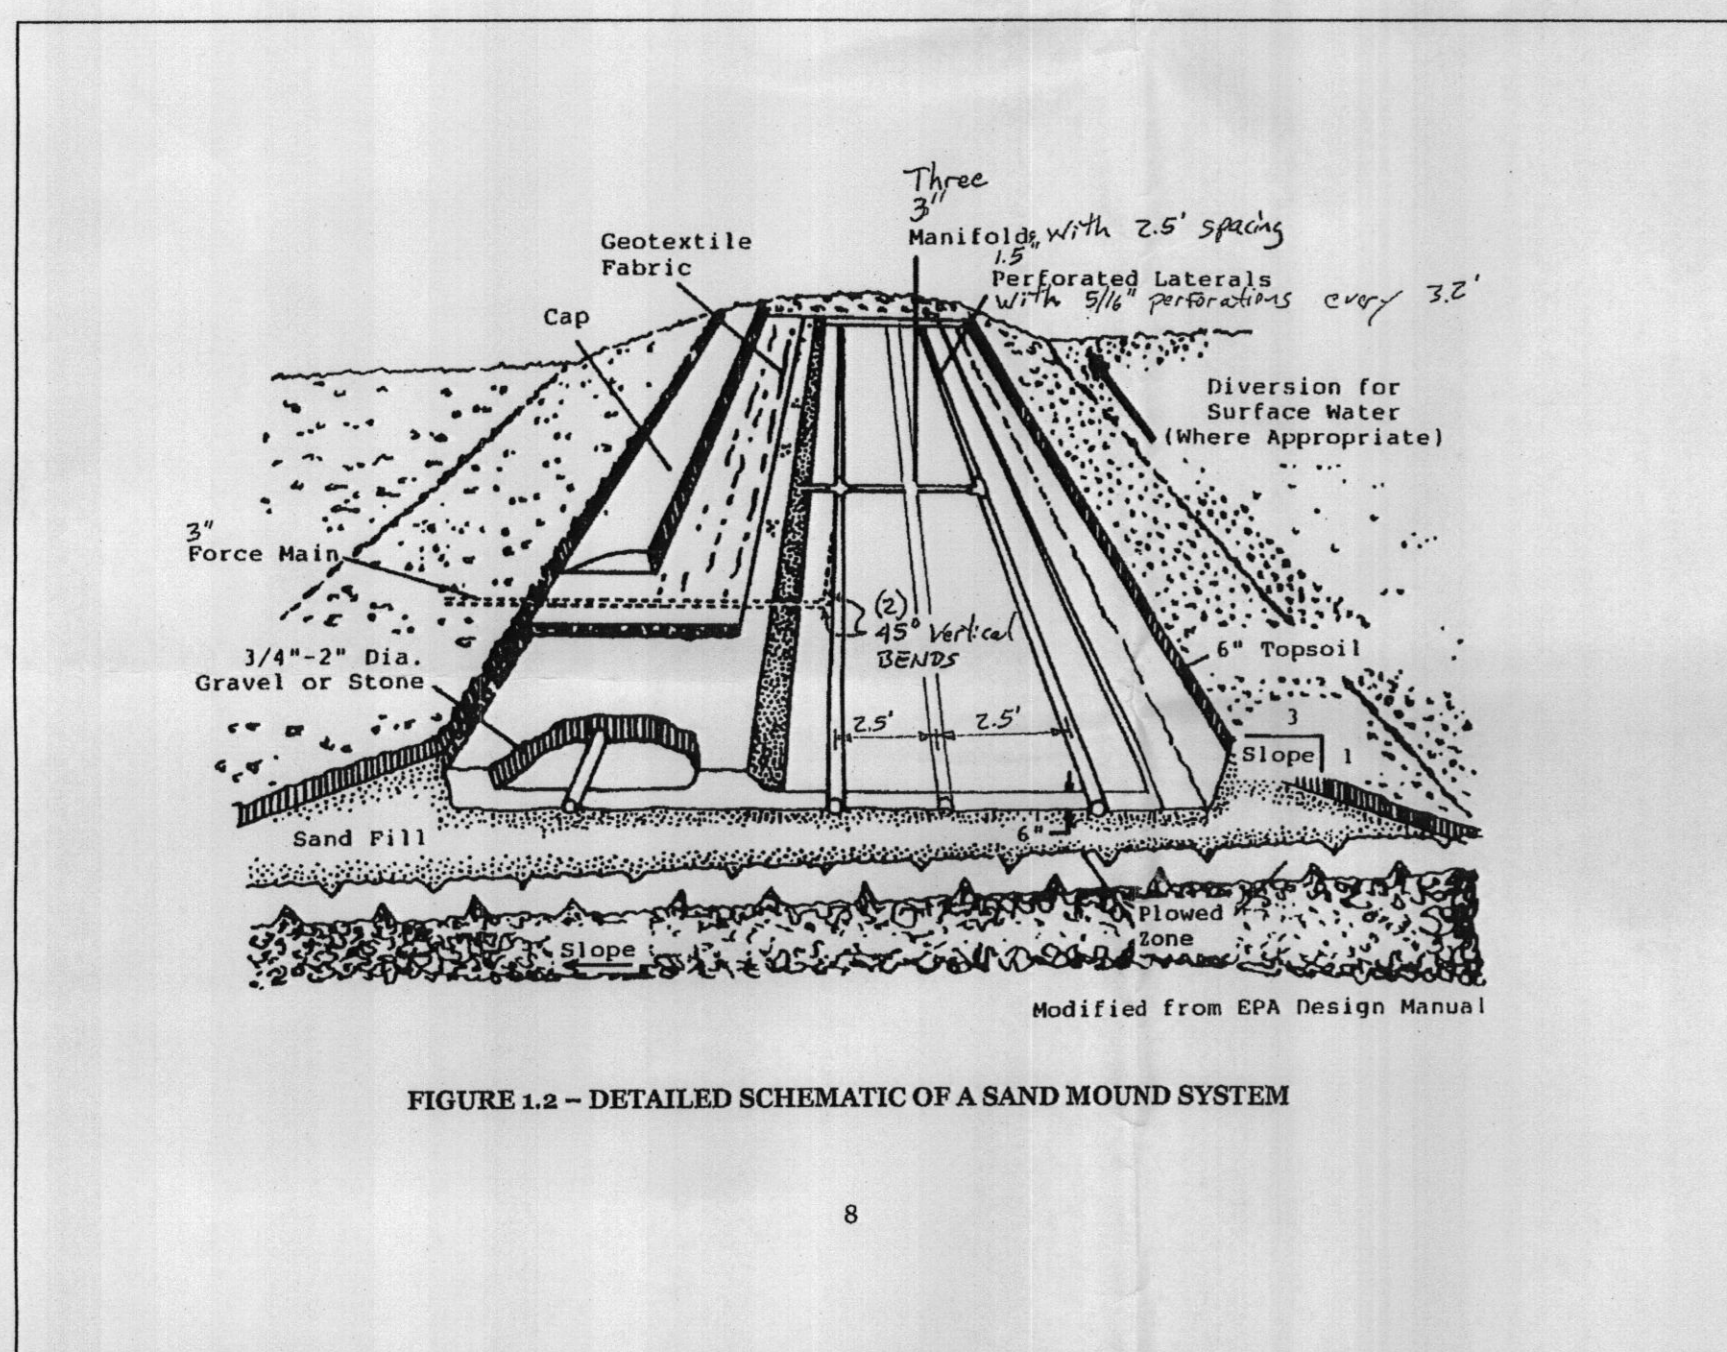 Three
3"
Manifolds, with 2.5' spacing
1.5"
Perforated Laterals
with 5/16" perforations every 3.2'
Geotextile
Fabric
Cap
Diversion for
Surface Water
(Where Appropriate)
3"
Force Main
(2)
45° Vertical
BENDS
3/4"-2" Dia.
Gravel or Stone
6" Topsoil
2.5' 2.5'
3
Slope 1
Sand Fill
6"
Plowed
Zone
Slope
Modified from EPA Design Manual
FIGURE 1.2 – DETAILED SCHEMATIC OF A SAND MOUND SYSTEM
8